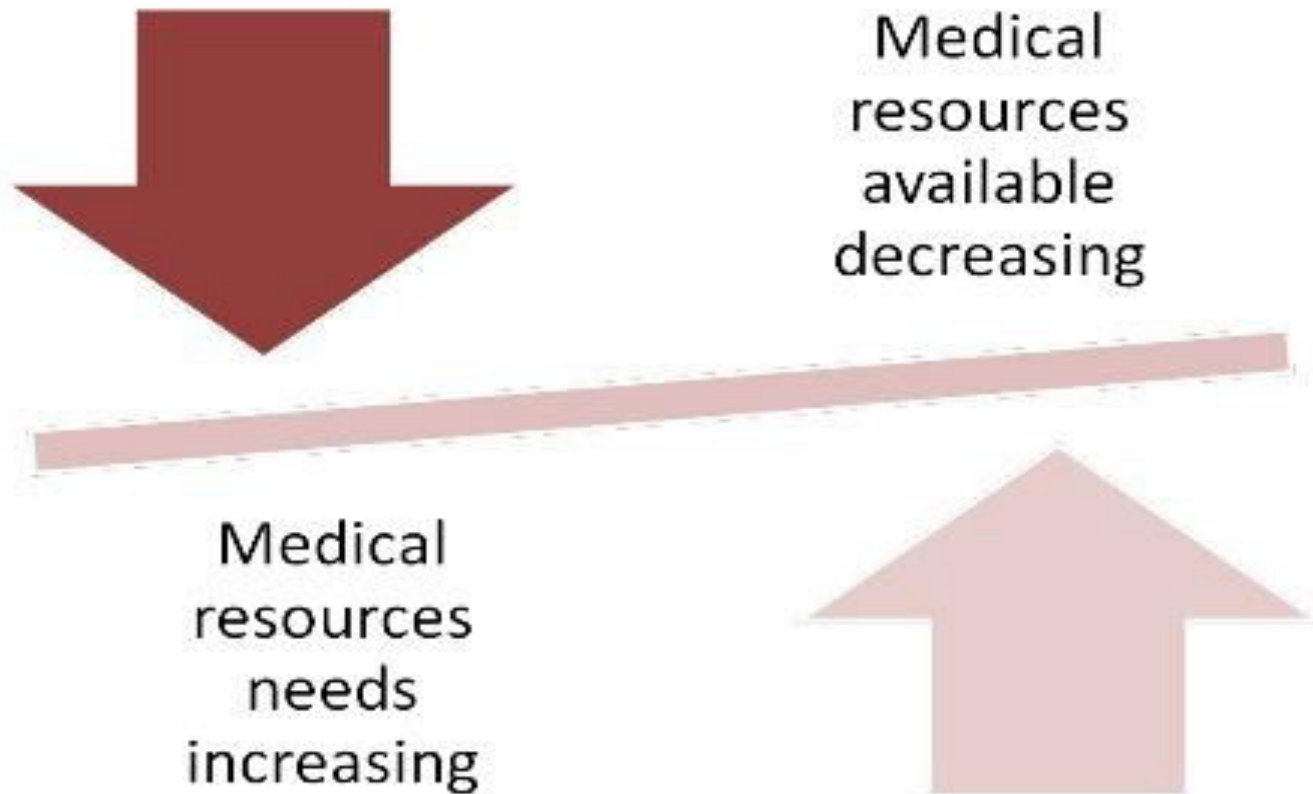 Medical
resources
available
decreasing
Medical
resources
needs
increasing